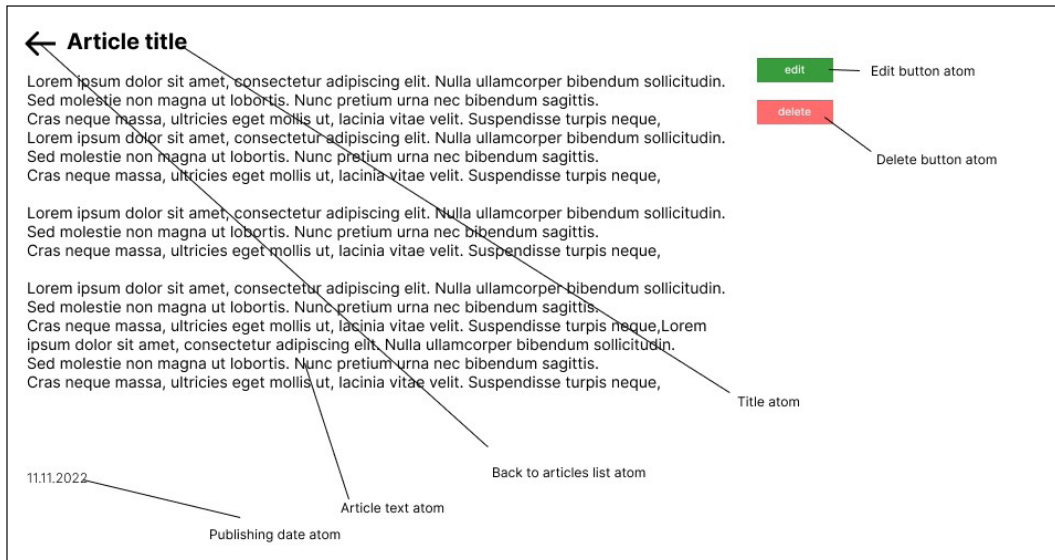 Article title
Lorem ipsum dolor sit amet, consectetur adipiscing elit. Nulla ullamcorper bibendum sollicitudin.
Sed molestie non magna ut lobortis. Nunc pretium urna nec bibendum sagittis.
Cras neque massa, ultricies eget mollis ut, lacinia vitae velit. Suspendisse turpis neque,
Lorem ipsum dolor sit amet, consectetur adipiscing elit. Nulla ullamcorper bibendum sollicitudin.
Sed molestie non magna ut lobortis. Nunc pretium urna nec bibendum sagittis.
Cras neque massa, ultricies eget mollis ut, lacinia vitae velit. Suspendisse turpis neque,
Lorem ipsum dolor sit amet, consectetur adipiscing elit. Nulla ullamcorper bibendum sollicitudin.
Sed molestie non magna ut lobortis. Nunc pretium urna nec bibendum sagittis.
Cras neque massa, ultricies eget mollis ut, lacinia vitae velit. Suspendisse turpis neque,
Lorem ipsum dolor sit amet, consectetur adipiscing elit. Nulla ullamcorper bibendum sollicitudin.
Sed molestie non magna ut lobortis. Nunc pretium urna nec bibendum sagittis.
Cras neque massa, ultricies eget mollis ut, lacinia vitae velit. Suspendisse turpis neque,Lorem
ipsum dolor sit amet, consectetur adipiscing elit. Nulla ullamcorper bibendum sollicitudin.
Sed molestie non magna ut lobortis. Nunc pretium urna nec bibendum sagittis.
Cras neque massa, ultricies eget mollis ut, lacinia vitae velit. Suspendisse turpis neque,
edit
Edit button atom
delete
Delete button atom
Title atom
Back to articles list atom
11.11.2022
Article text atom
Publishing date atom